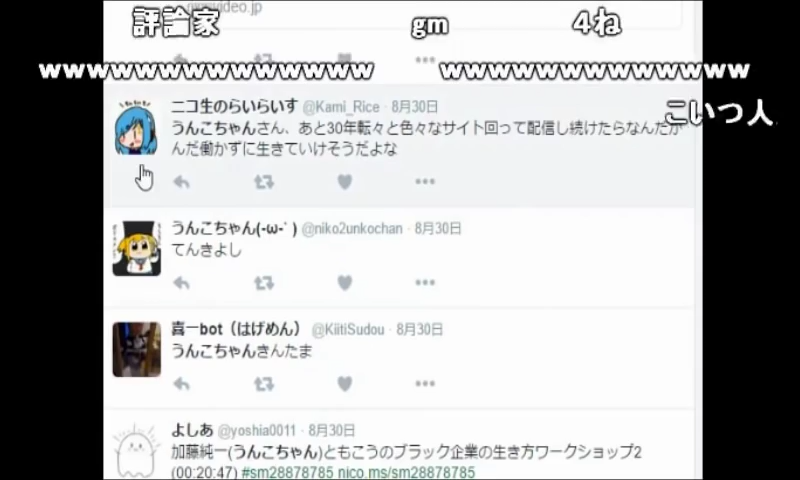 video.jp
評論家
gm
4ね
wwwwwwwwwwwwww
wwwwwwwwwwwww
こいつ人
ニコ生のらいらいす @Kami_Rice · 8月30日
うんこちゃんさん、あと30年転々と色々なサイト回って配信し続けたらなんだか
んだ働かずに生きていけそうだよな
うんこちゃん(-ω-｀) @niko2unkochan · 8月30日
てんきよし
喜一bot（はげめん） @KiitiSudou · 8月30日
うんこちゃんきんたま
よしあ @yoshia0011 · 8月30日
加藤純一(うんこちゃん)ともこうのブラック企業の生き方ワークショップ2
(00:20:47) #sm28878785 nico.ms/sm28878785